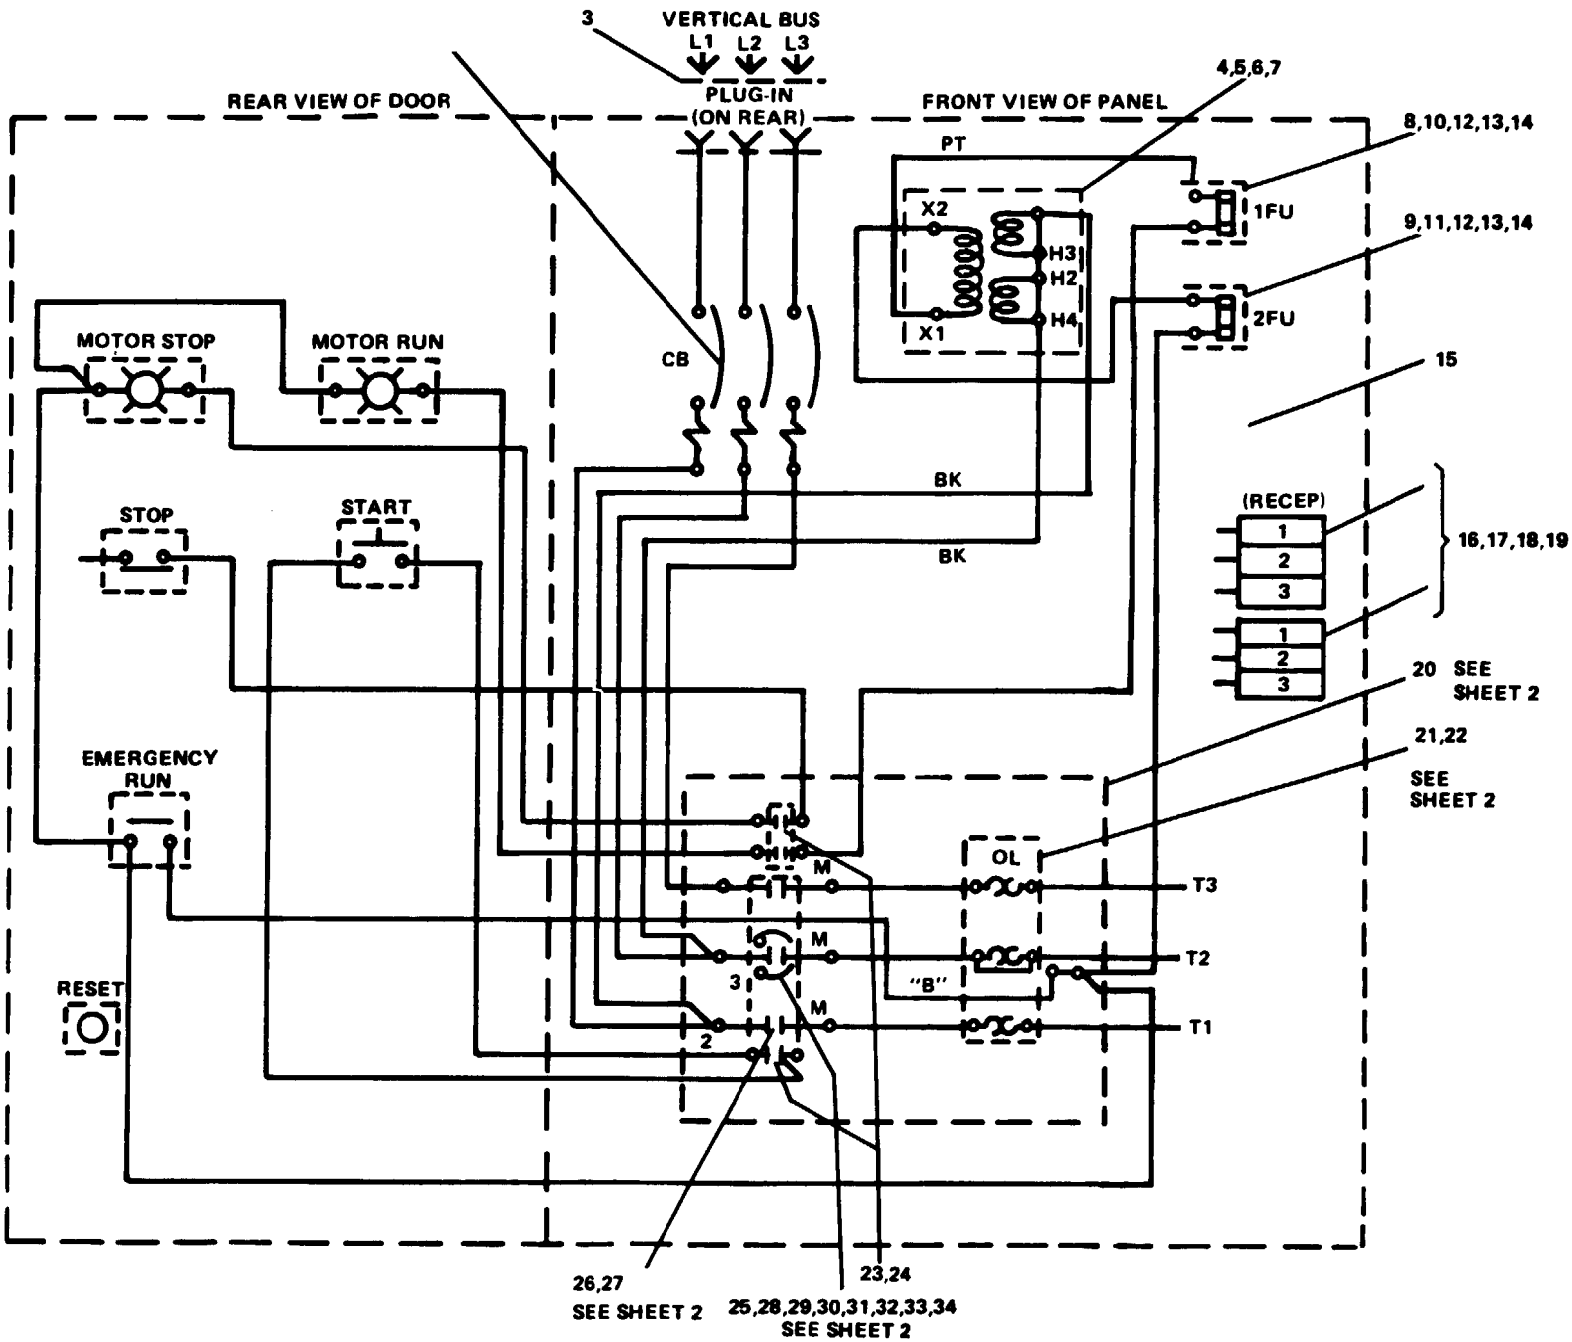 3
VERTICAL BUS
L1 L2 L3
PLUG-IN
(ON REAR)
REAR VIEW OF DOOR
FRONT VIEW OF PANEL
4,5,6,7
8,10,12,13,14
PT
X2
1FU
9,11,12,13,14
H3
H2
H4
X1
2FU
MOTOR STOP
MOTOR RUN
CB
15
BK
(RECEP)
1
2
3
16,17,18,19
STOP
START
BK
1
2
3
20 SEE
SHEET 2
21,22
SEE
SHEET 2
EMERGENCY
RUN
OL
M
T3
M
T2
3
"B"
RESET
M
T1
2
26,27
SEE SHEET 2
23,24
25,28,29,30,31,32,33,34
SEE SHEET 2